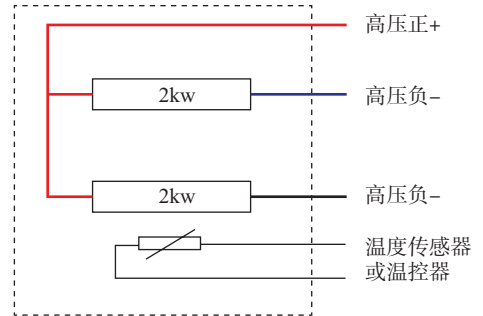 高压正+
2kw
高压负-
2kw
高压负-
温度传感器
或温控器